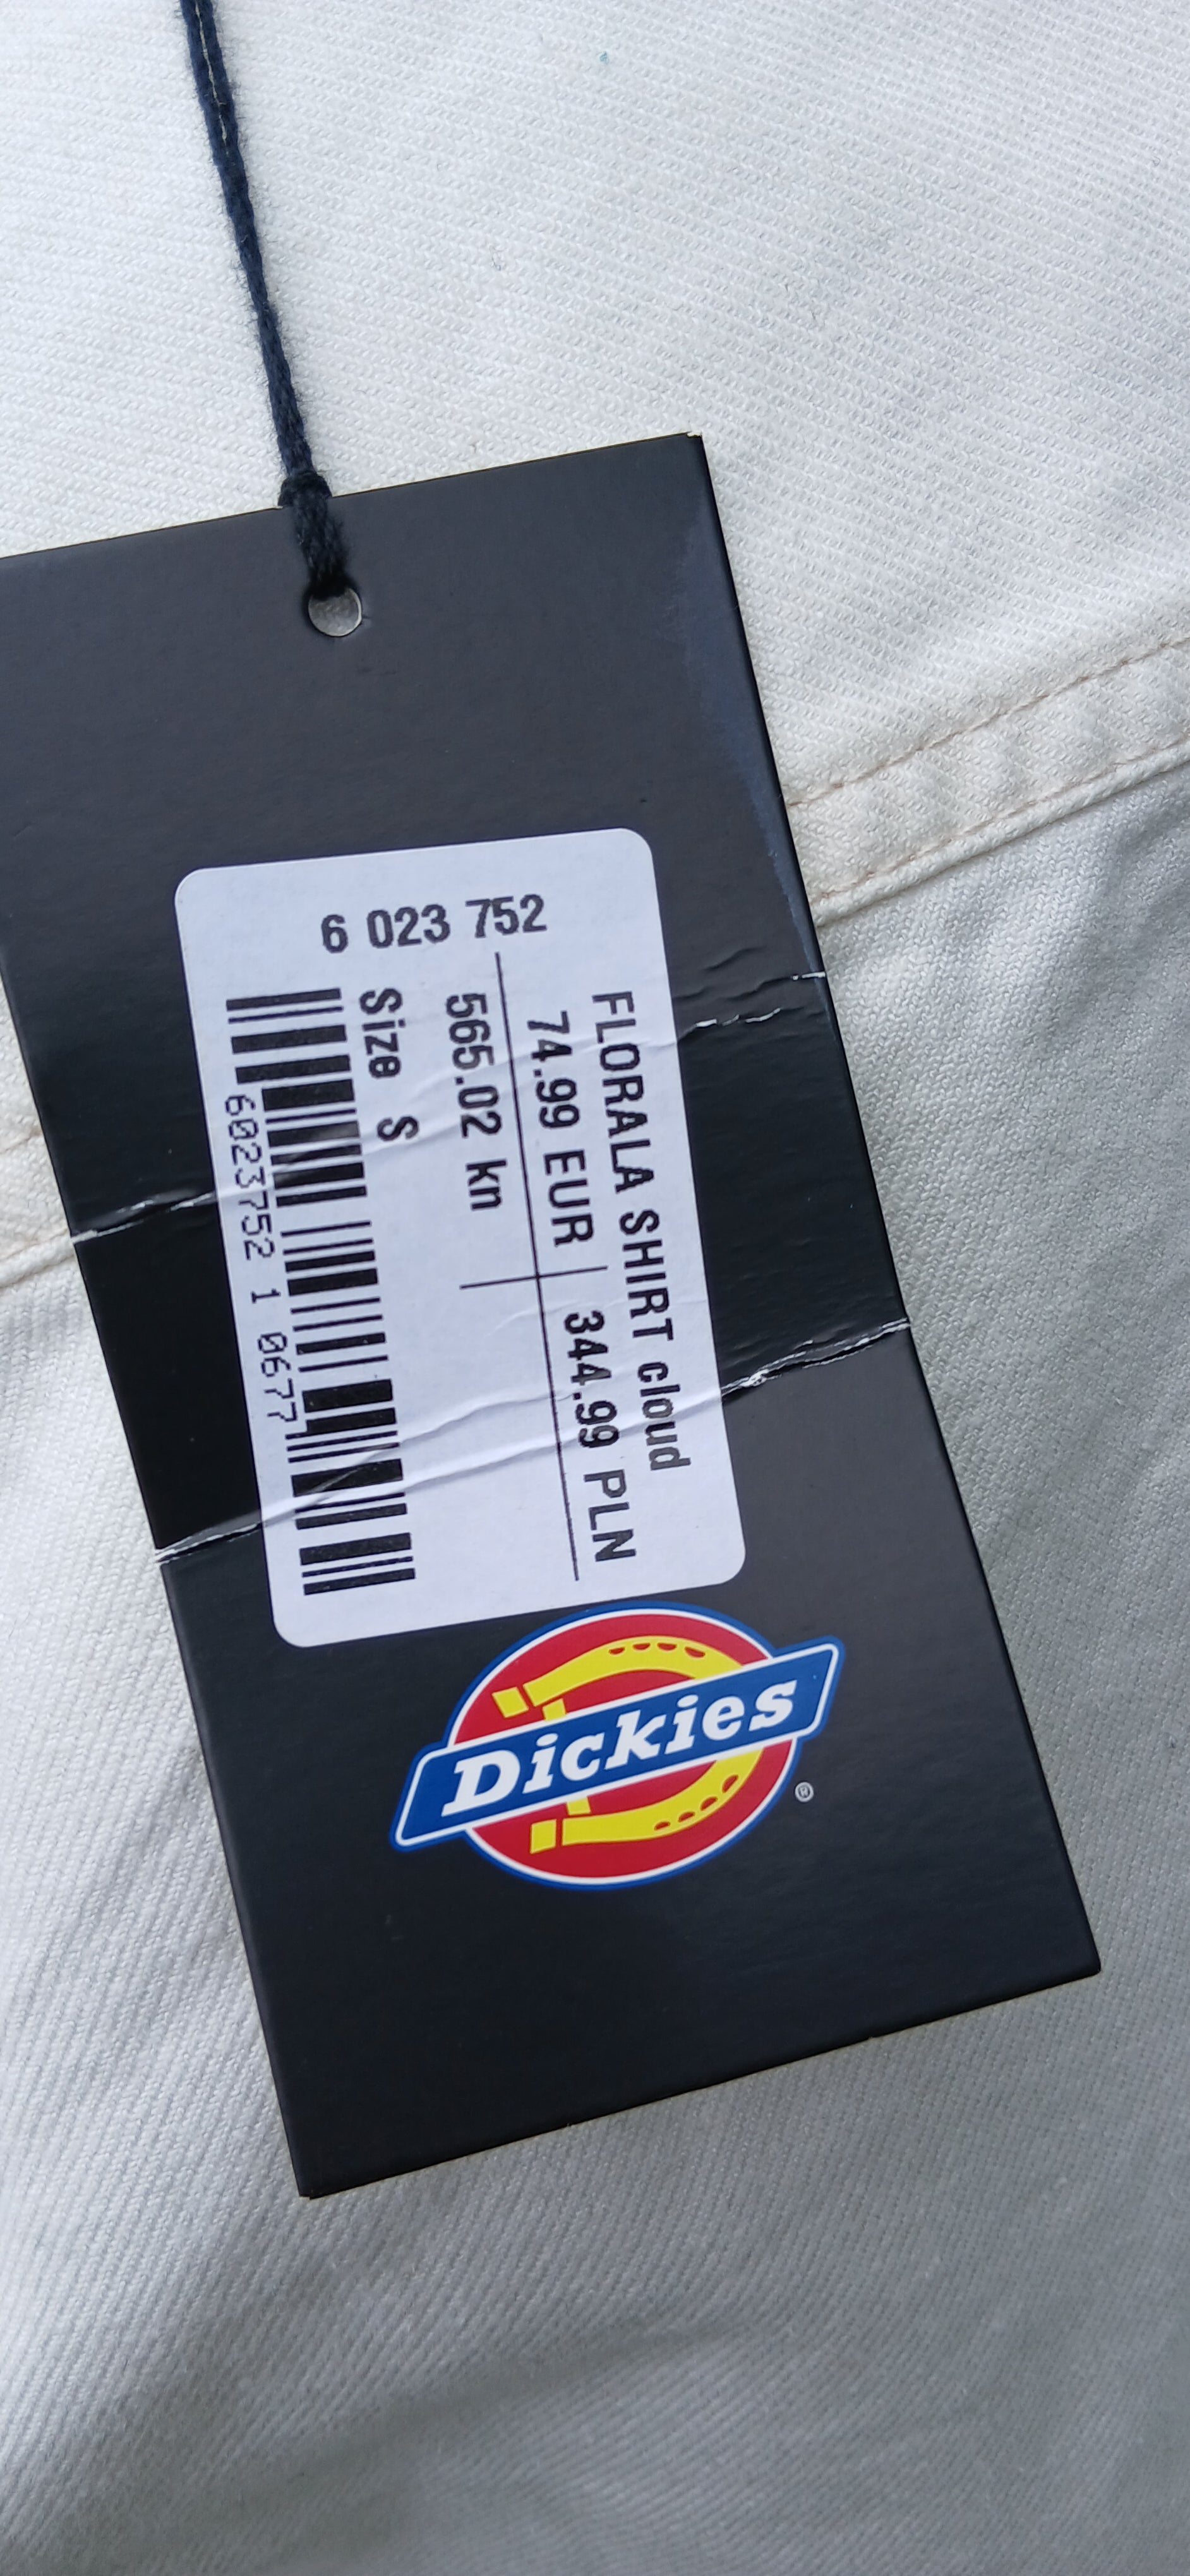 6 023 752
FLORALA SHIRT cloud
74.99 EUR
344.99 PLN
565.02 kn
Size S
6023752 1 0677
Dickies
®